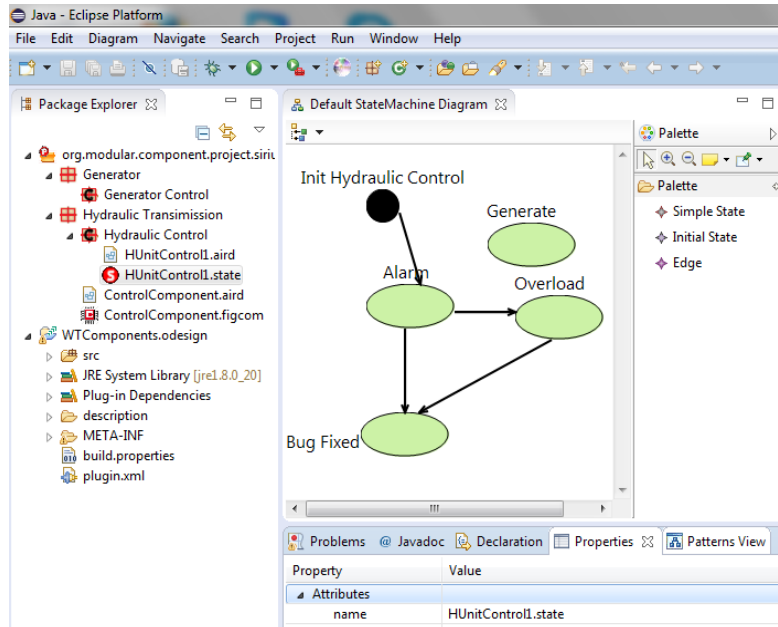 Java - Eclipse Platform
File Edit Diagram Navigate Search Project Run Window Help
Package Explorer
org.modular.component.project.siriu
Generator
Generator Control
Hydraulic Transimission
Hydraulic Control
HUnitControl1.aird
HUnitControl1.state
ControlComponent.aird
ControlComponent.figcom
WTComponents.odesign
src
JRE System Library [jre1.8.0_20]
Plug-in Dependencies
description
META-INF
build.properties
plugin.xml
Default StateMachine Diagram
Init Hydraulic Control
Generate
Alarm
Overload
Bug Fixed
Palette
Palette
Simple State
Initial State
Edge
Problems @ Javadoc Declaration Properties Patterns View
Property Value
Attributes
name HUnitControl1.state